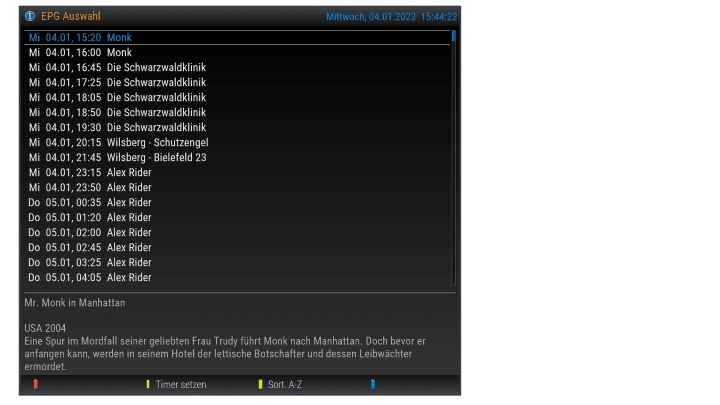 EPG Auswahl
Mittwoch, 04.01.2023 15:44:22
Mi 04.01, 15:20 Monk
Mi 04.01, 16:00 Monk
Mi 04.01, 16:45 Die Schwarzwaldklinik
Mi 04.01, 17:25 Die Schwarzwaldklinik
Mi 04.01, 18:05 Die Schwarzwaldklinik
Mi 04.01, 18:50 Die Schwarzwaldklinik
Mi 04.01, 19:30 Die Schwarzwaldklinik
Mi 04.01, 20:15 Wilsberg - Schutzengel
Mi 04.01, 21:45 Wilsberg - Bielefeld 23
Mi 04.01, 23:15 Alex Rider
Mi 04.01, 23:50 Alex Rider
Do 05.01, 00:35 Alex Rider
Do 05.01, 01:20 Alex Rider
Do 05.01, 02:00 Alex Rider
Do 05.01, 02:45 Alex Rider
Do 05.01, 03:25 Alex Rider
Do 05.01, 04:05 Alex Rider
Mr. Monk in Manhattan
USA 2004
Eine Spur im Mordfall seiner geliebten Frau Trudy führt Monk nach Manhattan. Doch bevor er
anfangen kann, werden in seinem Hotel der lettische Botschafter und dessen Leibwächter
ermordet.
Timer setzen
Sort. A-Z